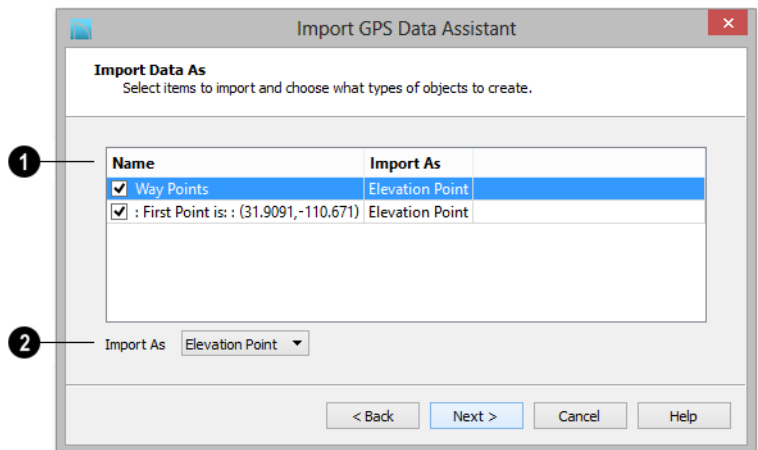 Import GPS Data Assistant
Import Data As
Select items to import and choose what types of objects to create.
1
Name Import As
Way Points Elevation Point
: First Point is: : (31.9091,-110.671) Elevation Point
2
Import As Elevation Point
< Back Next > Cancel Help